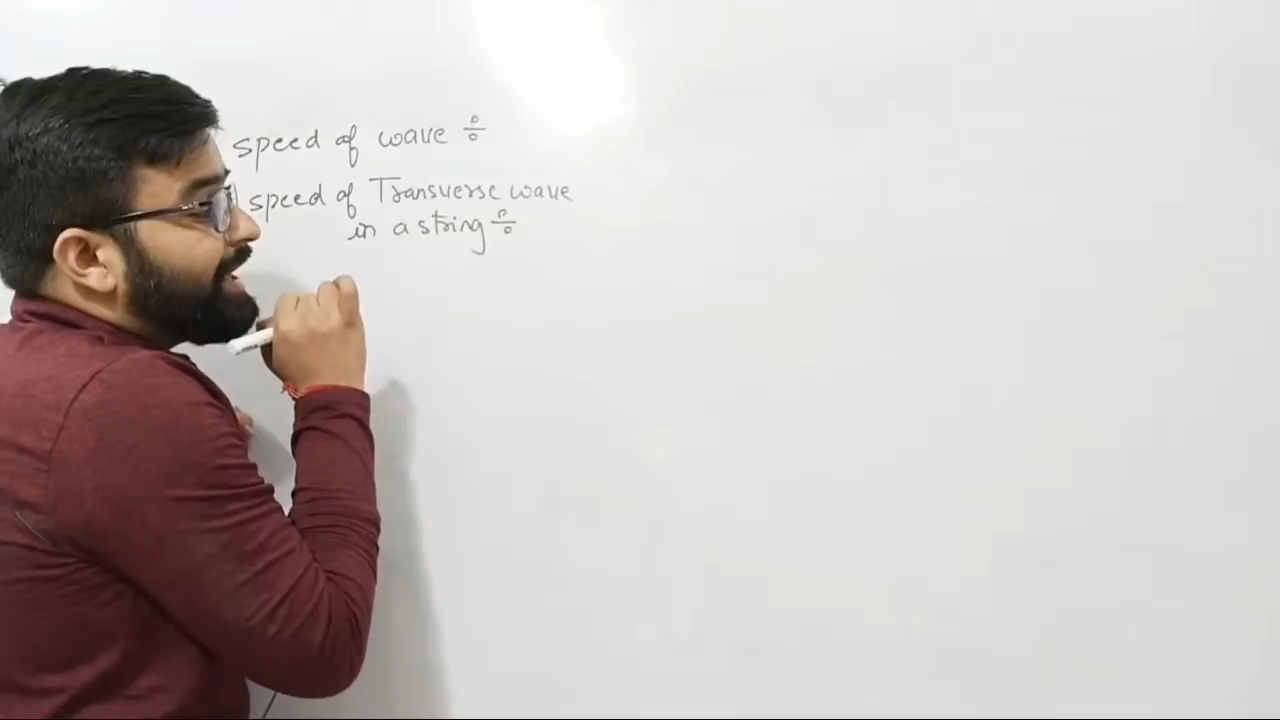 speed of wave ÷
speed of Transverse wave
in a string ÷